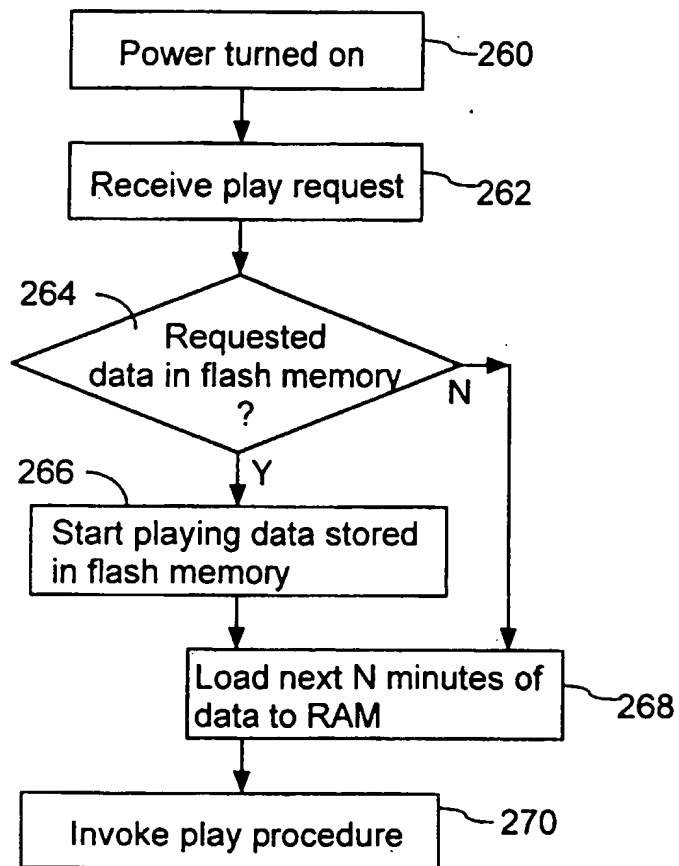 Power turned on
260
Receive play request
262
264
Requested
data in flash memory
?
N
Y
266
Start playing data stored
in flash memory
Load next N minutes of
data to RAM
268
Invoke play procedure
270